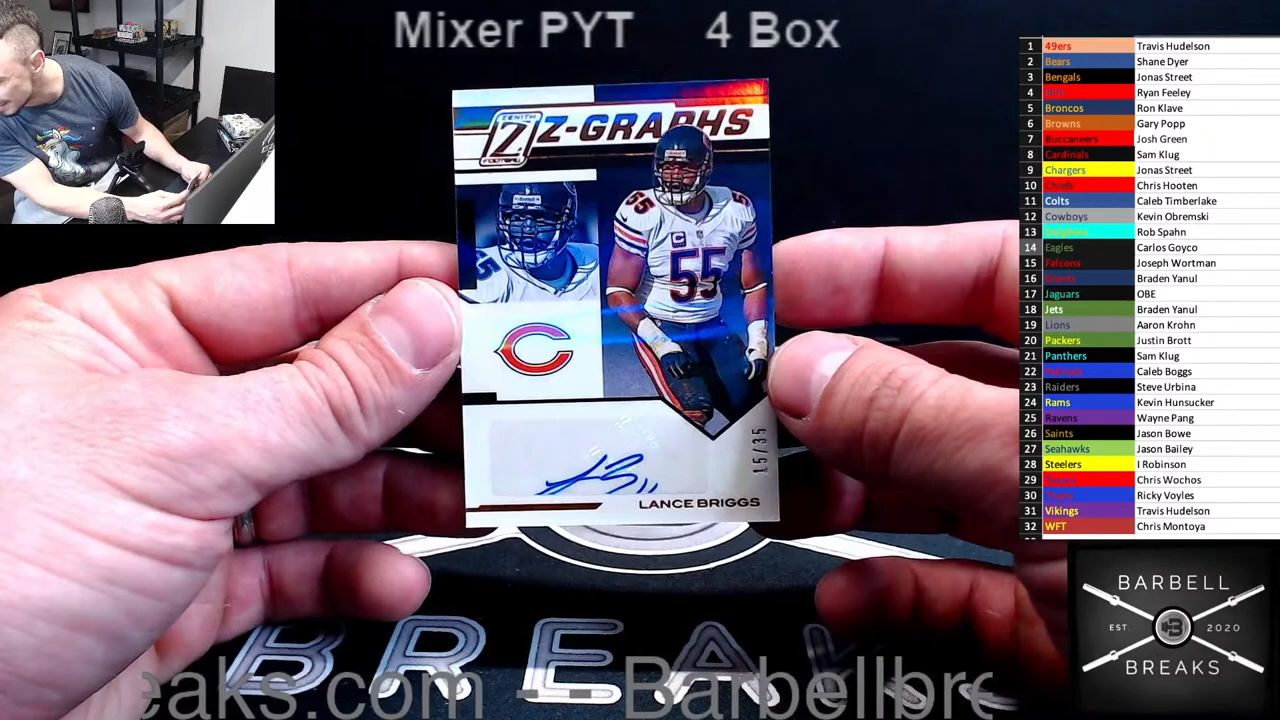 Mixer PYT 4 Box
ZENITH
Z
FOOTBALL
Z-GRAPHS
55
55
55
15/35
LANCE BRIGGS
BREA
eaks.com - - Barbellbre
1 49ers Travis Hudelson
2 Bears Shane Dyer
3 Bengals Jonas Street
4 Bills Ryan Feeley
5 Broncos Ron Klave
6 Browns Gary Popp
7 Buccaneers Josh Green
8 Cardinals Sam Klug
9 Chargers Jonas Street
10 Chiefs Chris Hooten
11 Colts Caleb Timberlake
12 Cowboys Kevin Obremski
13 Dolphins Rob Spahn
14 Eagles Carlos Goyco
15 Falcons Joseph Wortman
16 Giants Braden Yanul
17 Jaguars OBE
18 Jets Braden Yanul
19 Lions Aaron Krohn
20 Packers Justin Brott
21 Panthers Sam Klug
22 Patriots Caleb Boggs
23 Raiders Steve Urbina
24 Rams Kevin Hunsucker
25 Ravens Wayne Pang
26 Saints Jason Bowe
27 Seahawks Jason Bailey
28 Steelers I Robinson
29 Texans Chris Wochos
30 Titans Ricky Voyles
31 Vikings Travis Hudelson
32 WFT Chris Montoya
BARBELL
EST. 2020
BREAKS